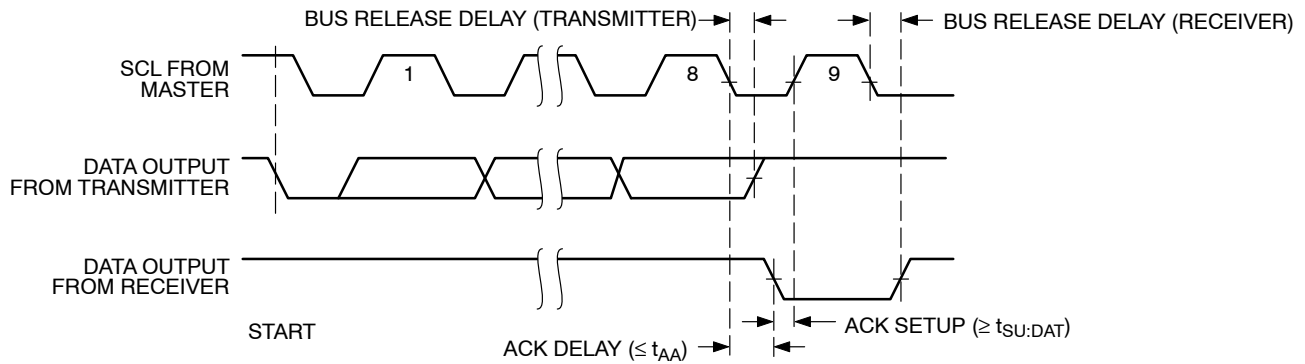 BUS RELEASE DELAY (TRANSMITTER)
BUS RELEASE DELAY (RECEIVER)
SCL FROM
MASTER
1
8
9
DATA OUTPUT
FROM TRANSMITTER
DATA OUTPUT
FROM RECEIVER
START
ACK SETUP (≥ tSU:DAT)
ACK DELAY (≤ tAA)